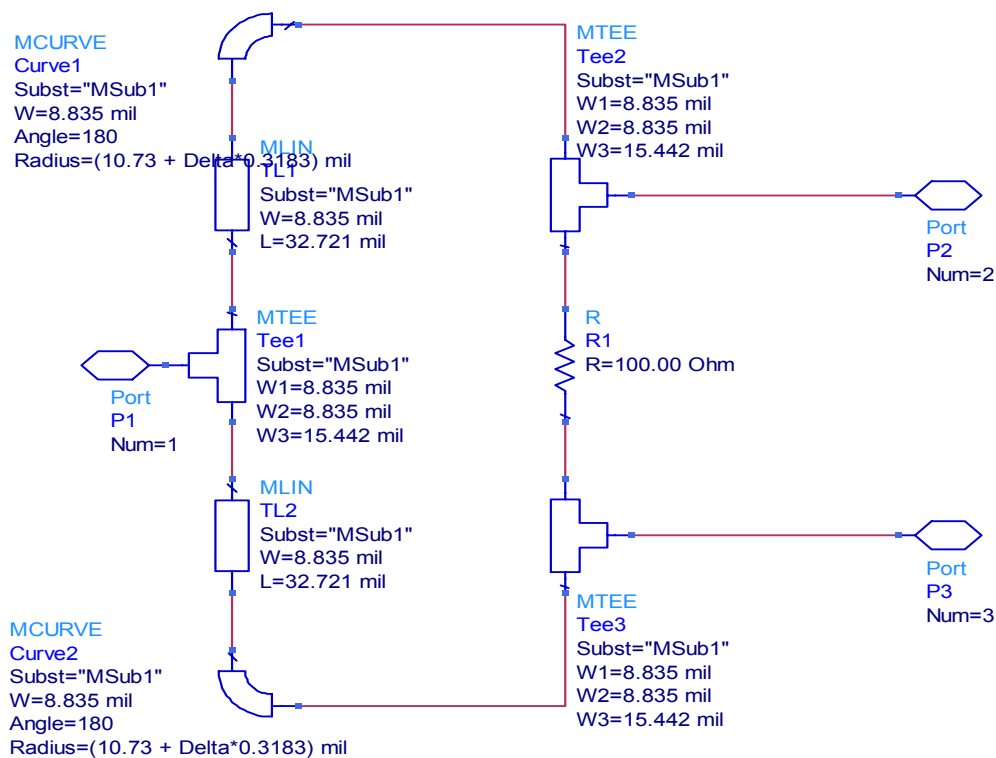 MCURVE
Curve1
Subst="MSub1"
W=8.835 mil
Angle=180
Radius=(10.73 + Delta*0.3183) mil
MTEE
Tee2
Subst="MSub1"
W1=8.835 mil
W2=8.835 mil
W3=15.442 mil
MLIN
TL1
Subst="MSub1"
W=8.835 mil
L=32.721 mil
Port
P2
Num=2
MTEE
Tee1
Subst="MSub1"
W1=8.835 mil
W2=8.835 mil
W3=15.442 mil
R
R1
R=100.00 Ohm
Port
P1
Num=1
MLIN
TL2
Subst="MSub1"
W=8.835 mil
L=32.721 mil
Port
P3
Num=3
MCURVE
Curve2
Subst="MSub1"
W=8.835 mil
Angle=180
Radius=(10.73 + Delta*0.3183) mil
MTEE
Tee3
Subst="MSub1"
W1=8.835 mil
W2=8.835 mil
W3=15.442 mil